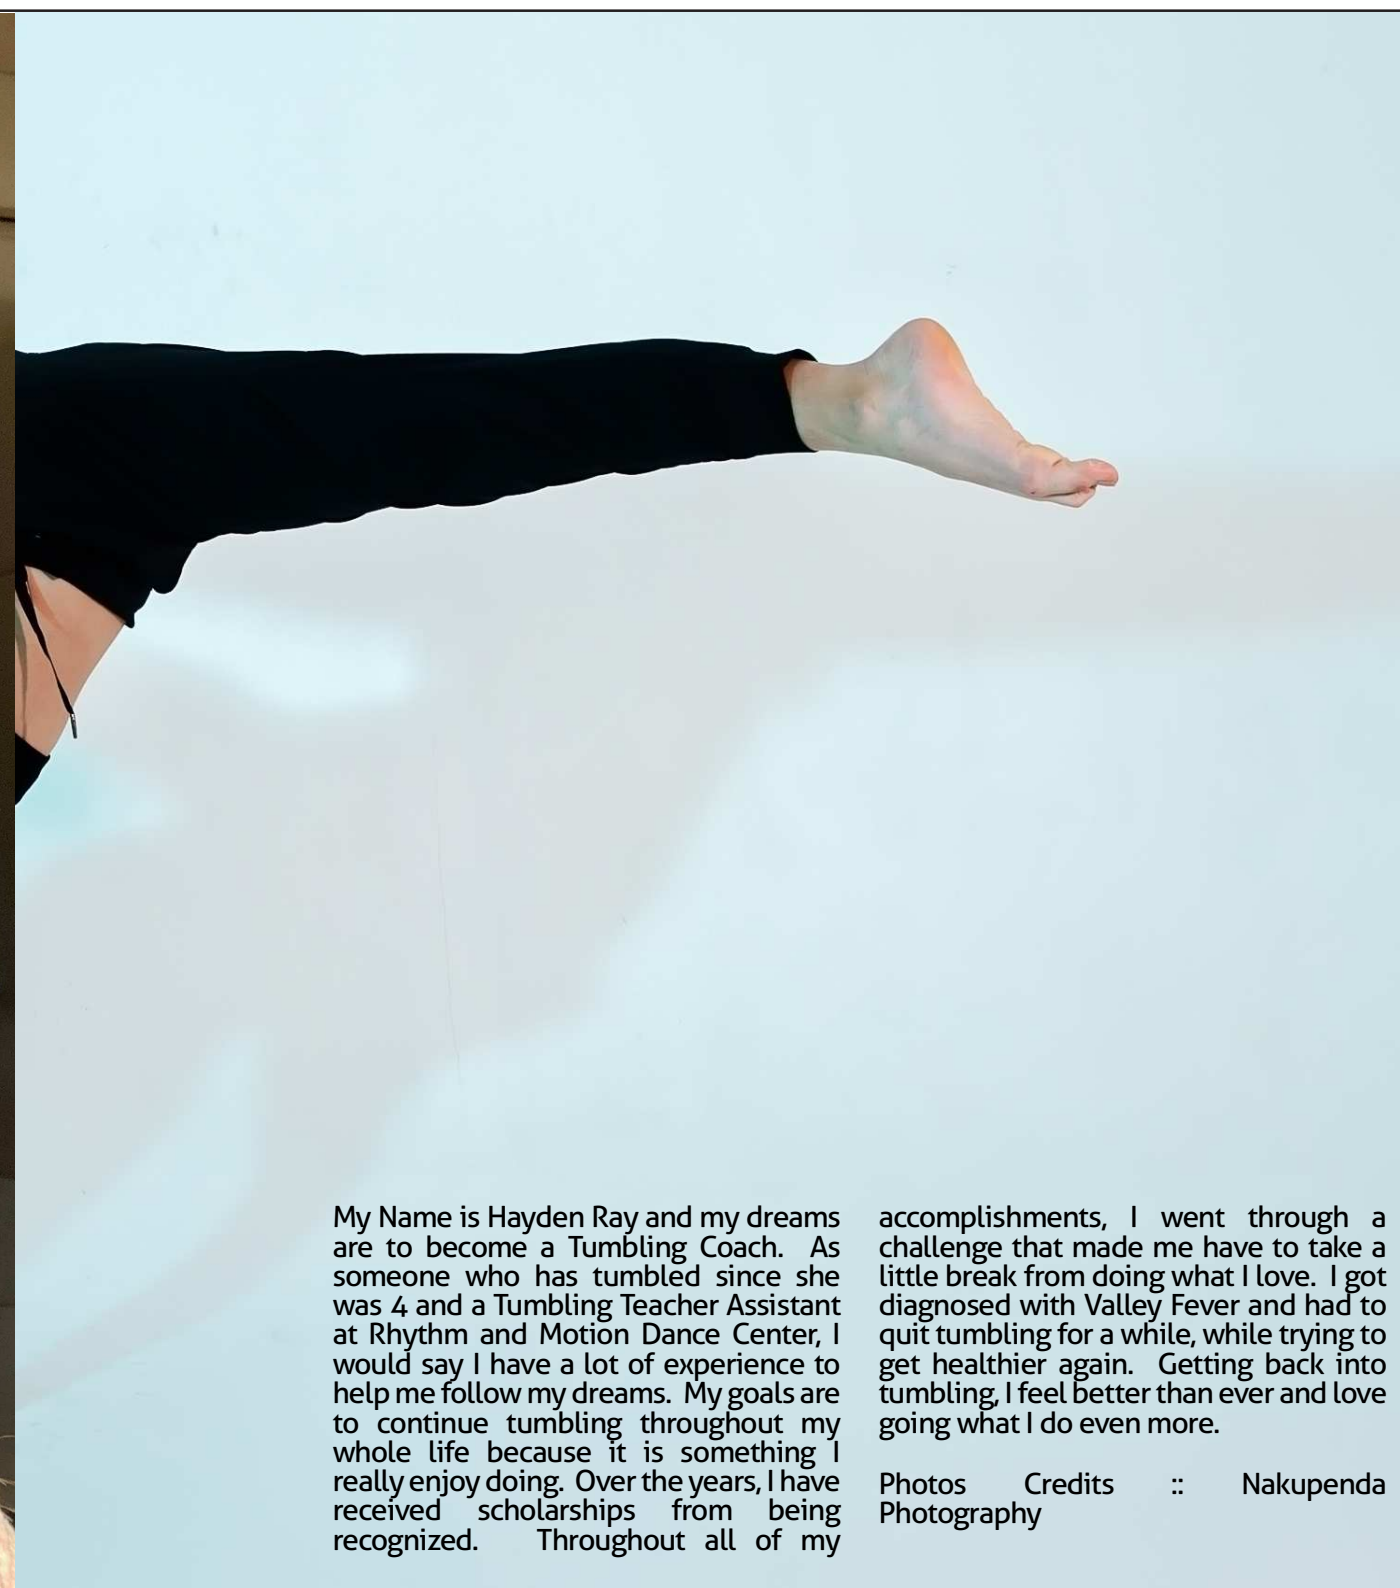 My Name is Hayden Ray and my dreams
are to become a Tumbling Coach. As
someone who has tumbled since she
was 4 and a Tumbling Teacher Assistant
at Rhythm and Motion Dance Center, I
would say I have a lot of experience to
help me follow my dreams. My goals are
to continue tumbling throughout my
whole life because it is something I
really enjoy doing. Over the years, I have
received scholarships from being
recognized. Throughout all of my
accomplishments, I went through a
challenge that made me have to take a
little break from doing what I love. I got
diagnosed with Valley Fever and had to
quit tumbling for a while, while trying to
get healthier again. Getting back into
tumbling, I feel better than ever and love
going what I do even more.
Photos Credits :: Nakupenda
Photography